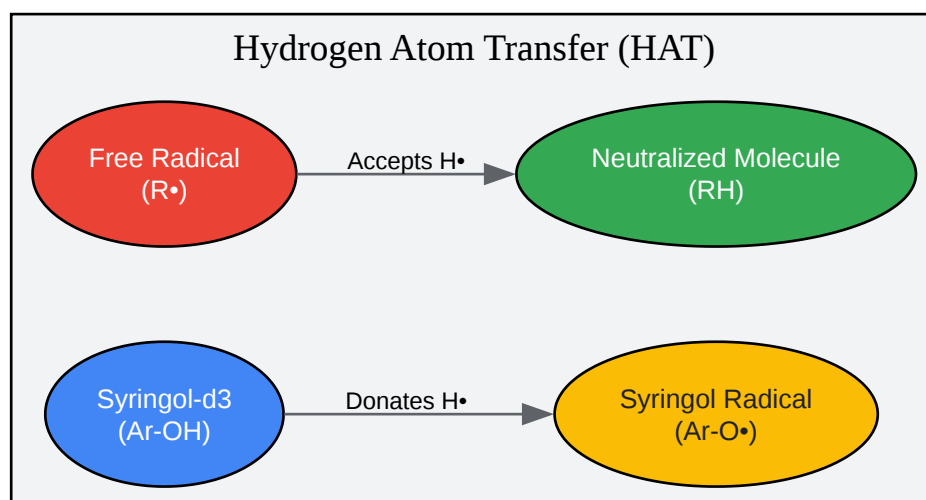 Hydrogen Atom Transfer (HAT)
Free Radical
(R•)
Accepts H•
Neutralized Molecule
(RH)
Syringol-d3
(Ar-OH)
Donates H•
Syringol Radical
(Ar-O•)